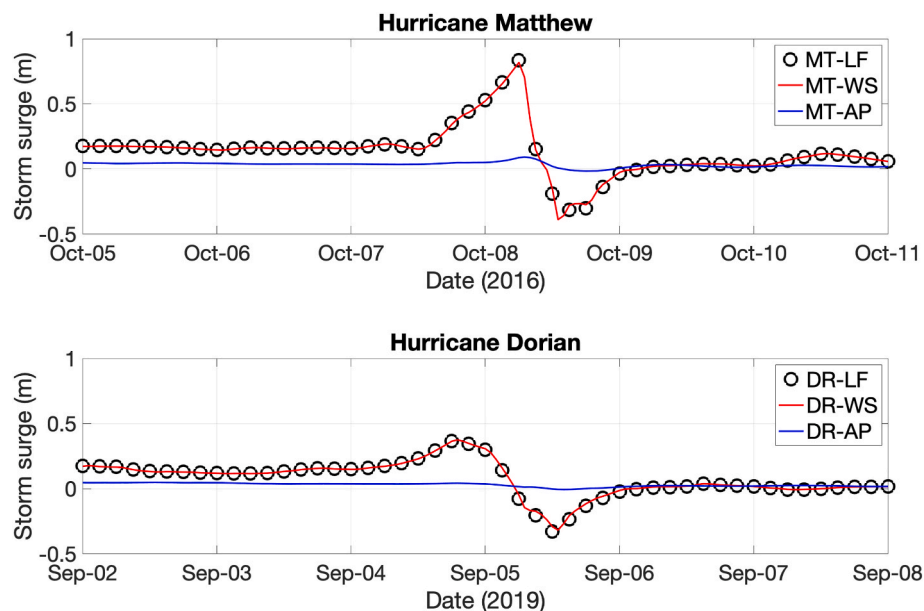 Hurricane Matthew
1
0.5
0
-0.5
Storm surge (m)
MT-LF
MT-WS
MT-AP
Oct-05 Oct-06 Oct-07 Oct-08 Oct-09 Oct-10 Oct-11
Date (2016)
Hurricane Dorian
1
0.5
0
-0.5
Storm surge (m)
DR-LF
DR-WS
DR-AP
Sep-02 Sep-03 Sep-04 Sep-05 Sep-06 Sep-07 Sep-08
Date (2019)